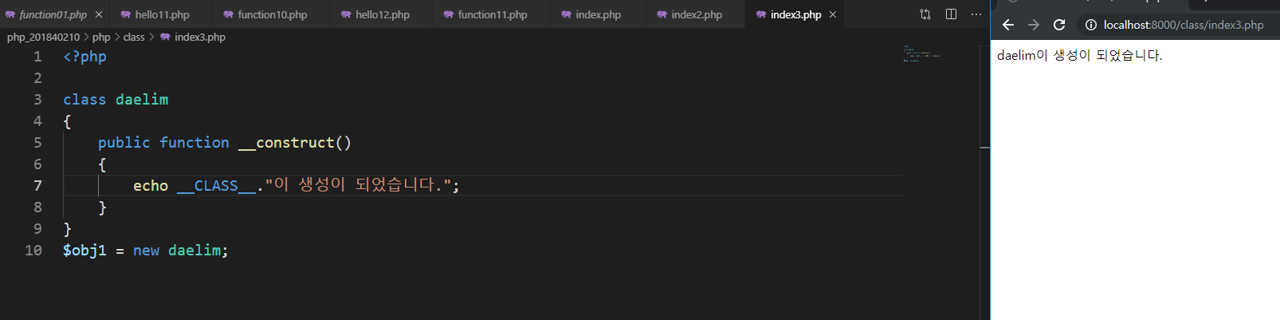 function01.php hello11.php function10.php hello12.php function11.php index.php index2.php index3.php
php_201840210 > php > class > index3.php
localhost:8000/class/index3.php
1 <?php
2
3 class daelim
4 {
5 public function __construct()
6 {
7 echo __CLASS__."이 생성이 되었습니다.";
8 }
9 }
10 $obj1 = new daelim;
daelim이 생성이 되었습니다.